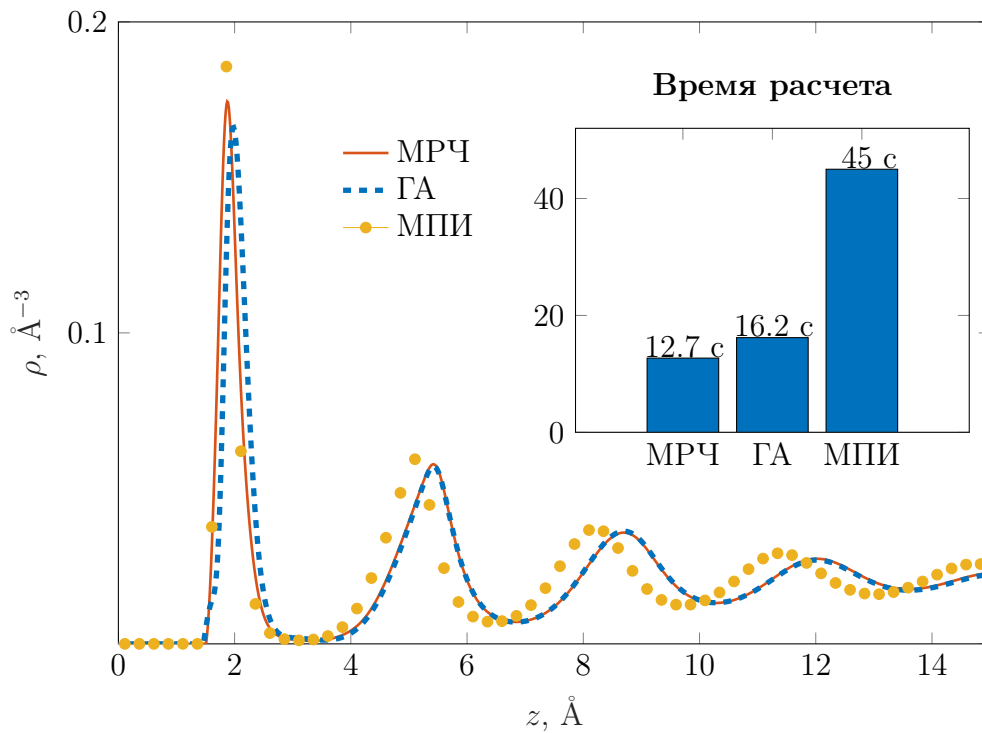 0.2
0.1
ρ, Å⁻³
МРЧ
ГА
МПИ
Время расчета
40
20
0
45 с
16.2 с
12.7 с
МРЧ ГА МПИ
0 2 4 6 8 10 12 14
z, Å